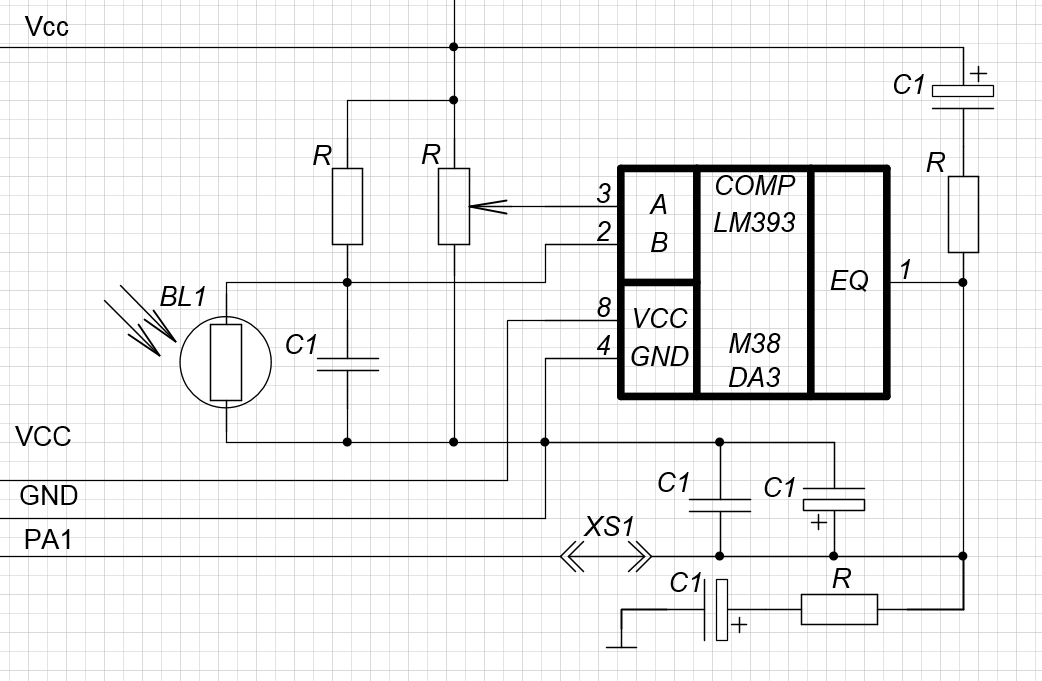 Vcc
C1
+
R
R
R
3
A
COMP
LM393
2
B
1
EQ
BL1
8
VCC
C1
4
GND
M38
DA3
VCC
GND
C1
C1
+
PA1
XS1
C1
R
+